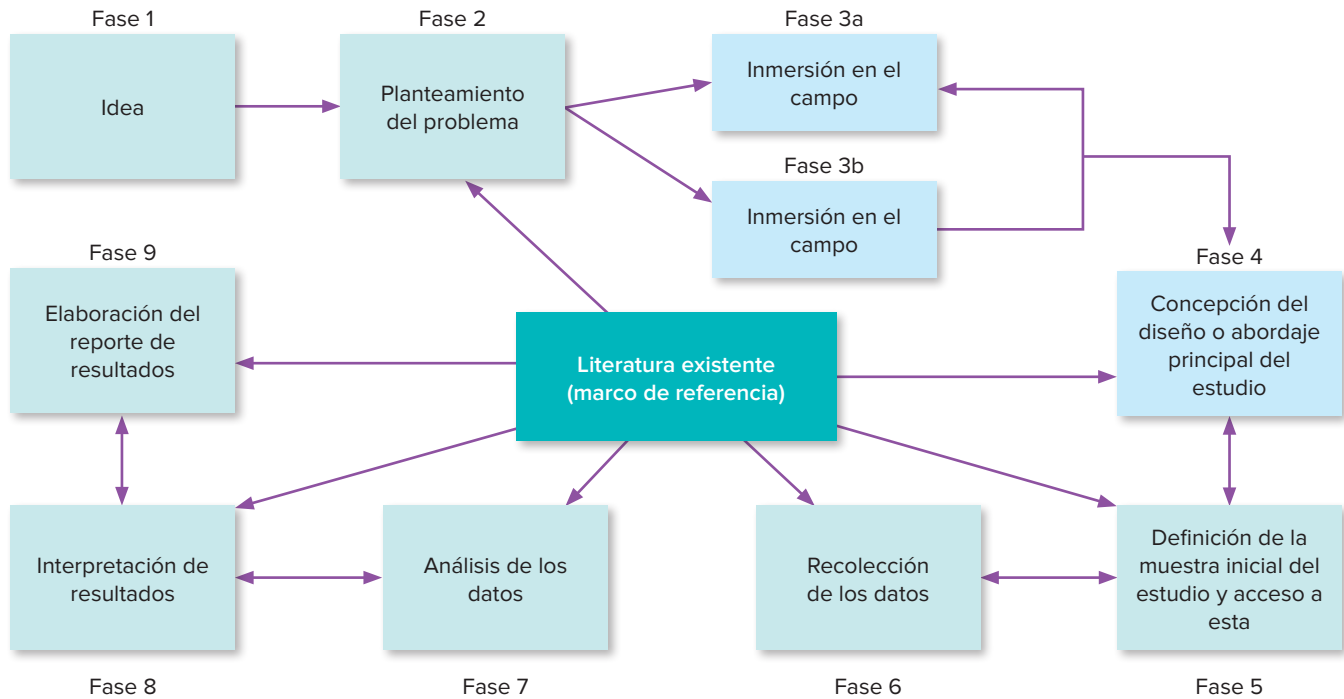 Fase 1
Idea
Fase 2
Planteamiento
del problema
Fase 3a
Inmersión en el
campo
Fase 3b
Inmersión en el
campo
Fase 4
Concepción del
diseño o abordaje
principal del
estudio
Fase 9
Elaboración del
reporte de
resultados
Literatura existente
(marco de referencia)
Interpretación de
resultados
Fase 8
Análisis de los
datos
Fase 7
Recolección
de los datos
Fase 6
Definición de la
muestra inicial del
estudio y acceso a
esta
Fase 5